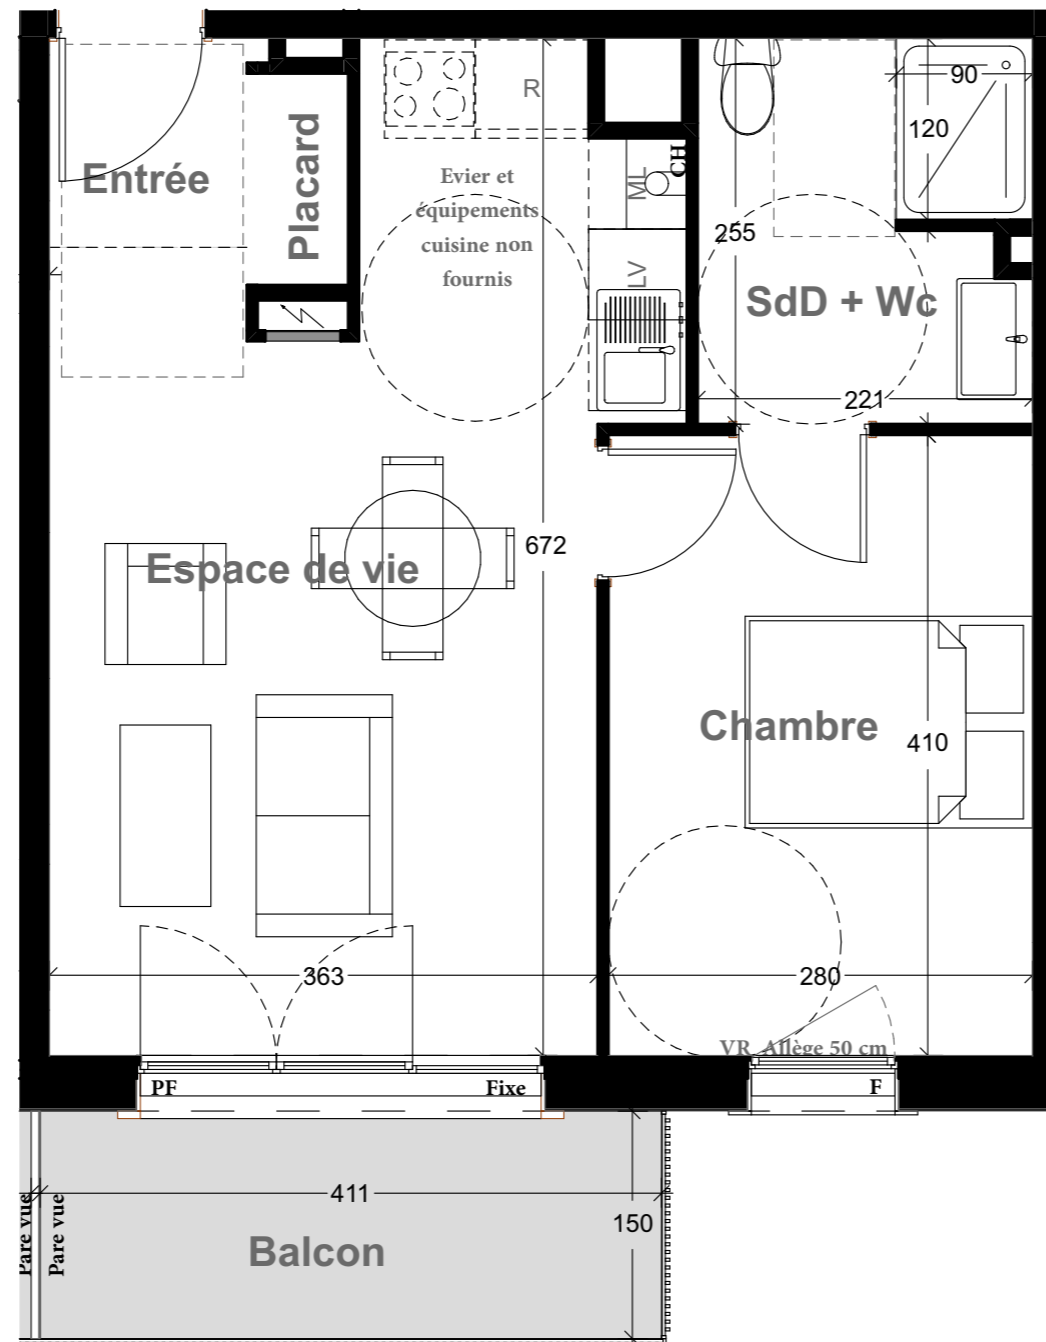 Entrée
Placard
R
Evier et
équipements
cuisine non
fournis
ML
CH
LV
90
120
255
SdD + Wc
221
Espace de vie
672
Chambre
410
363
280
VR Allège 50 cm
PF
Fixe
F
411
150
Pare vue
Pare vue
Balcon